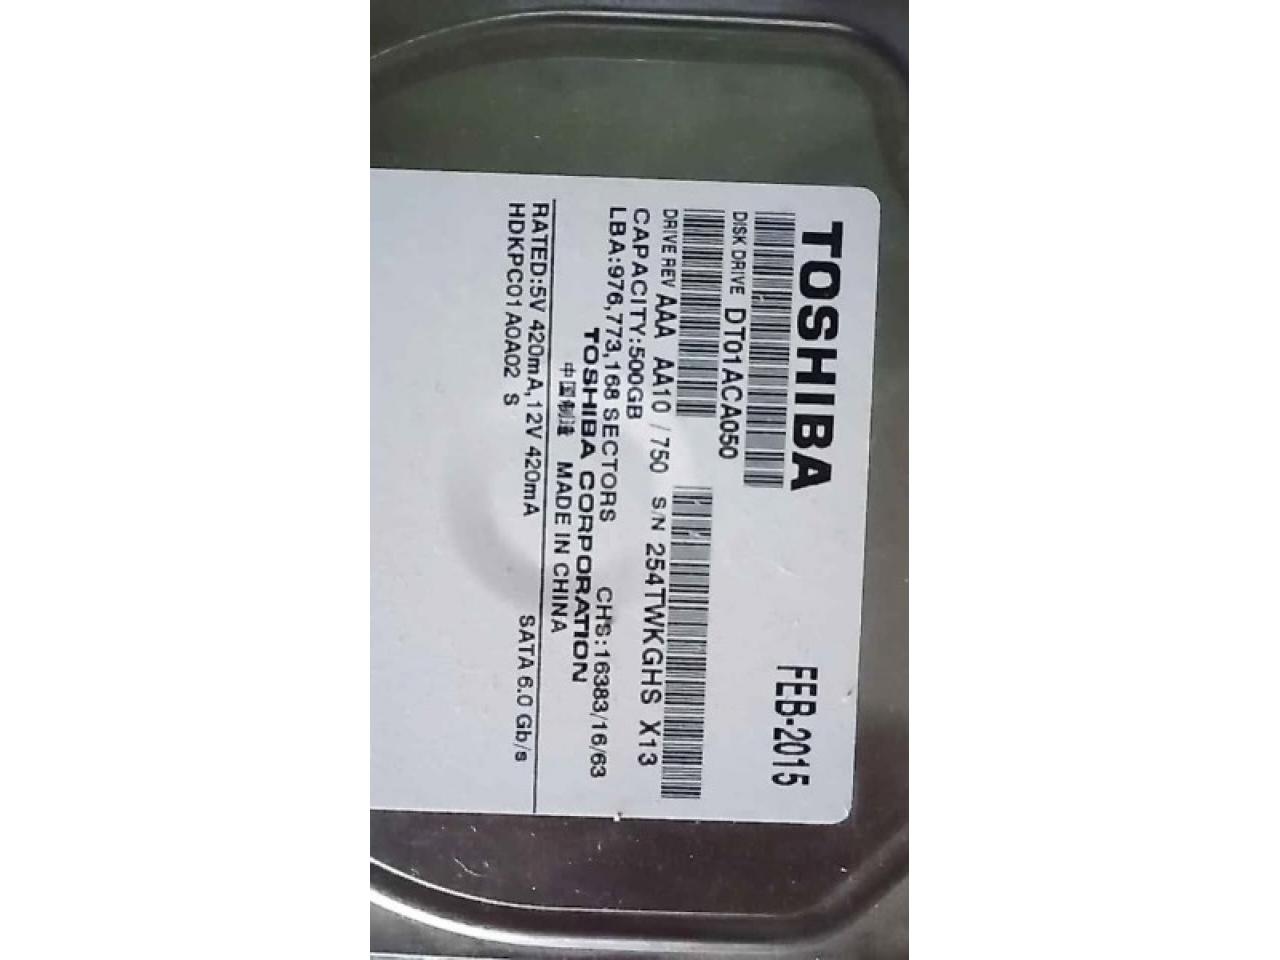 TOSHIBA FEB-2015
DISK DRIVE DT01ACA050
DRIVE REV AAA AA10 / 750 S/N 254TWKGHS X13
CAPACITY:500GB
LBA:976,773,168 SECTORS CHS:16383/16/63
TOSHIBA CORPORATION
中国制造 MADE IN CHINA
RATED:5V 420mA,12V 420mA SATA 6.0 Gb/s
HDKPC01A0A02 S